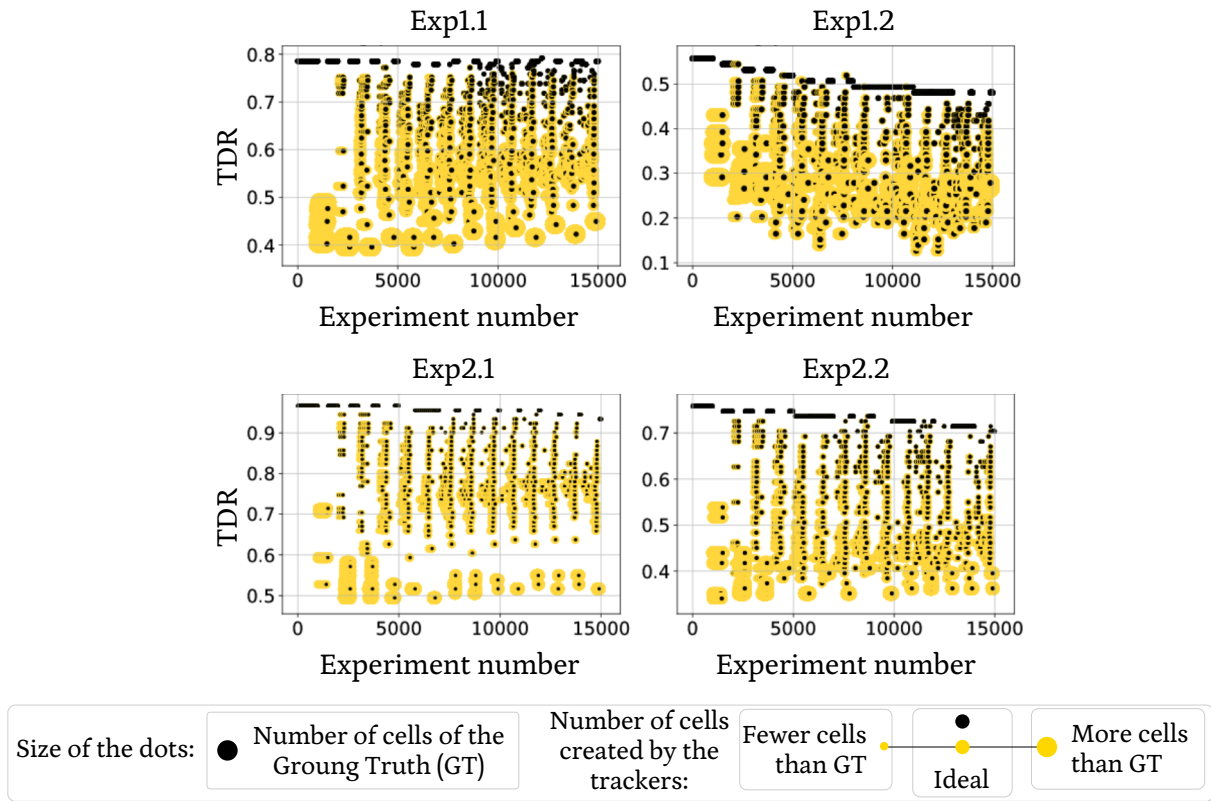 Exp1.1
Exp1.2
TDR
0.8
0.7
0.6
0.5
0.4
0
5000
10000
15000
Experiment number
0.5
0.4
0.3
0.2
0.1
0
5000
10000
15000
Experiment number
Exp2.1
Exp2.2
TDR
0.9
0.8
0.7
0.6
0.5
0
5000
10000
15000
Experiment number
0.7
0.6
0.5
0.4
0
5000
10000
15000
Experiment number
Size of the dots:
Number of cells of the
Groung Truth (GT)
Number of cells
created by the
trackers:
Fewer cells
than GT
Ideal
More cells
than GT